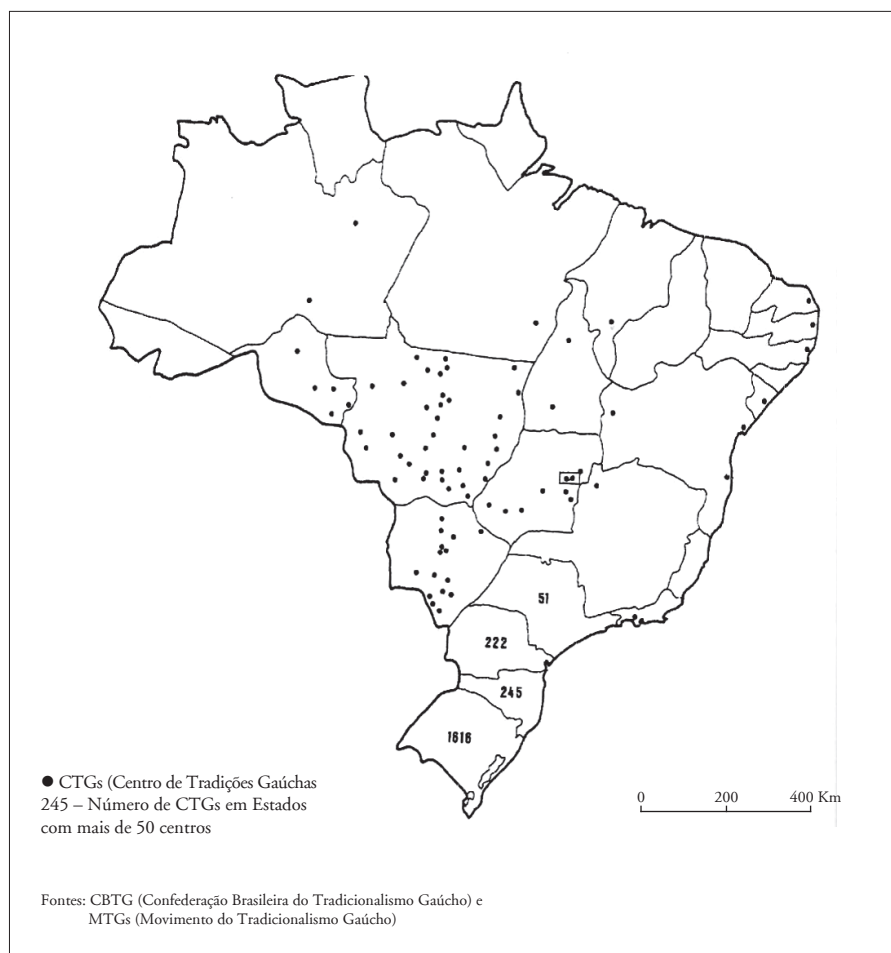 51
222
245
1616
● CTGs (Centro de Tradições Gaúchas
245 – Número de CTGs em Estados
com mais de 50 centros
0 200 400 Km
Fontes: CBTG (Confederação Brasileira do Tradicionalismo Gaúcho) e
MTGs (Movimento do Tradicionalismo Gaúcho)